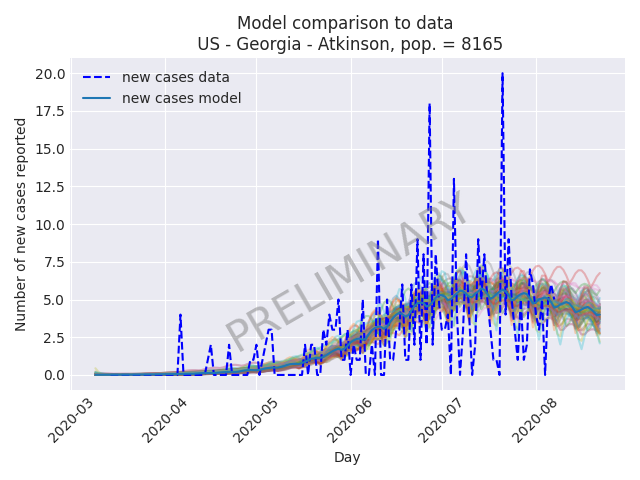 Model comparison to data
US - Georgia - Atkinson, pop. = 8165
new cases data
new cases model
Number of new cases reported
20.0
17.5
15.0
12.5
10.0
7.5
5.0
2.5
0.0
PRELIMINARY
2020-03
2020-04
2020-05
2020-06
2020-07
2020-08
Day